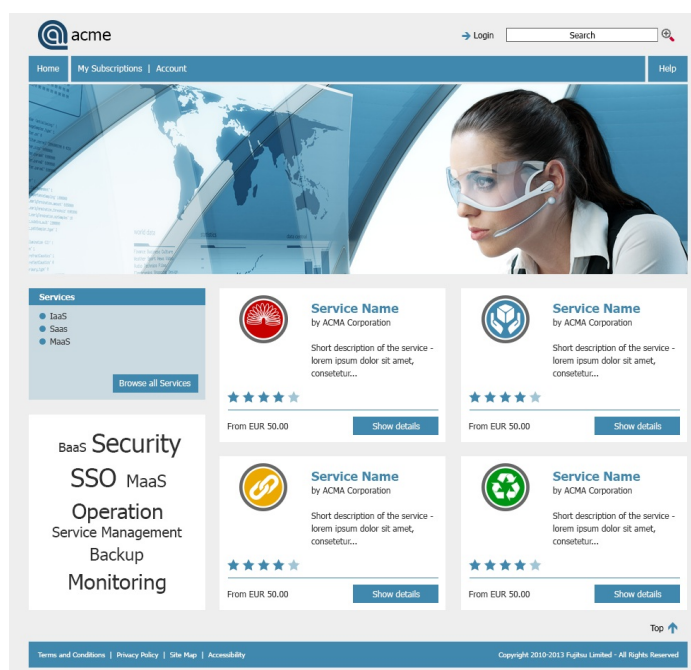 acme
Login
Search
Home
My Subscriptions | Account
Help
Services
IaaS
Saas
MaaS
Browse all Services
Service Name
by ACMA Corporation
Short description of the service -
lorem ipsum dolor sit amet,
consetetur...
From EUR 50.00
Show details
Service Name
by ACMA Corporation
Short description of the service -
lorem ipsum dolor sit amet,
consetetur...
From EUR 50.00
Show details
BaaS Security
SSO MaaS
Operation
Service Management
Backup
Monitoring
Service Name
by ACMA Corporation
Short description of the service -
lorem ipsum dolor sit amet,
consetetur...
From EUR 50.00
Show details
Service Name
by ACMA Corporation
Short description of the service -
lorem ipsum dolor sit amet,
consetetur...
From EUR 50.00
Show details
Top
Terms and Conditions | Privacy Policy | Site Map | Accessibility
Copyright 2010-2013 Fujitsu Limited - All Rights Reserved